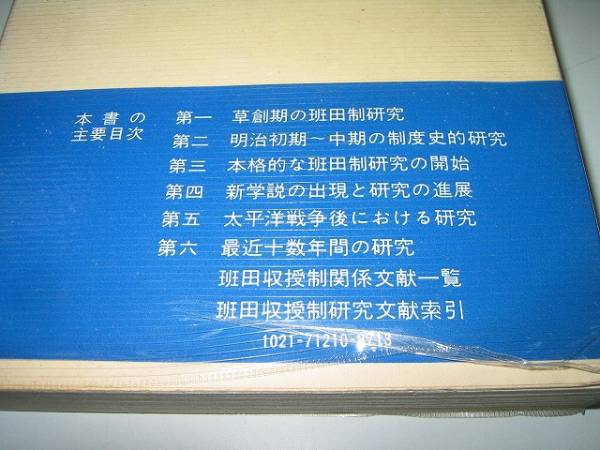 本書の
主要目次
第一 草創期の班田制研究
第二 明治初期～中期の制度史的研究
第三 本格的な班田制研究の開始
第四 新学説の出現と研究の進展
第五 太平洋戦争後における研究
第六 最近十数年間の研究
班田収授制関係文献一覧
班田収授制研究文献索引
1021-71210-8713